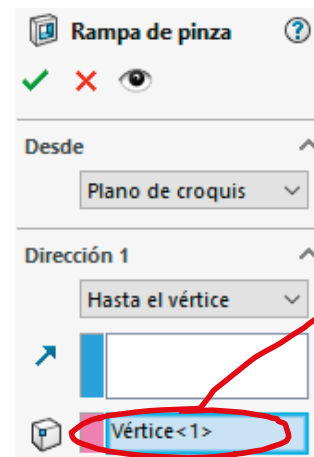 Rampa de pinza
Desde
Plano de croquis
Dirección 1
Hasta el vértice
Vértice<1>